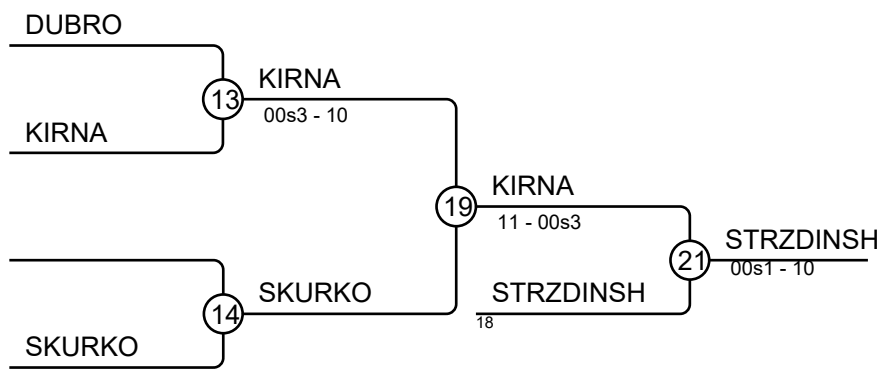 DUBRO
13
KIRNA
00s3 - 10
KIRNA
19
KIRNA
11 - 00s3
21
STRZDINSH
00s1 - 10
14
SKURKO
STRZDINSH
18
SKURKO